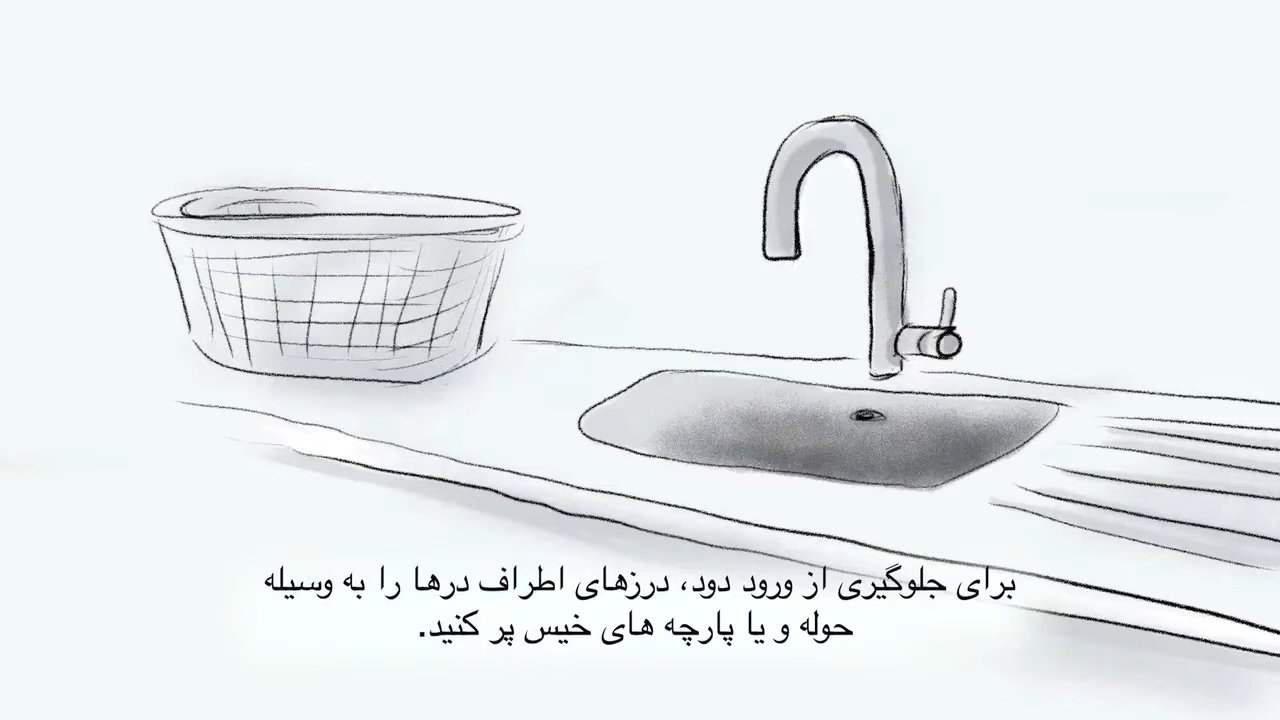 برای جلوگیری از ورود دود، درزهای اطراف درها را به وسیله
حوله و یا پارچه های خیس پر کنید.